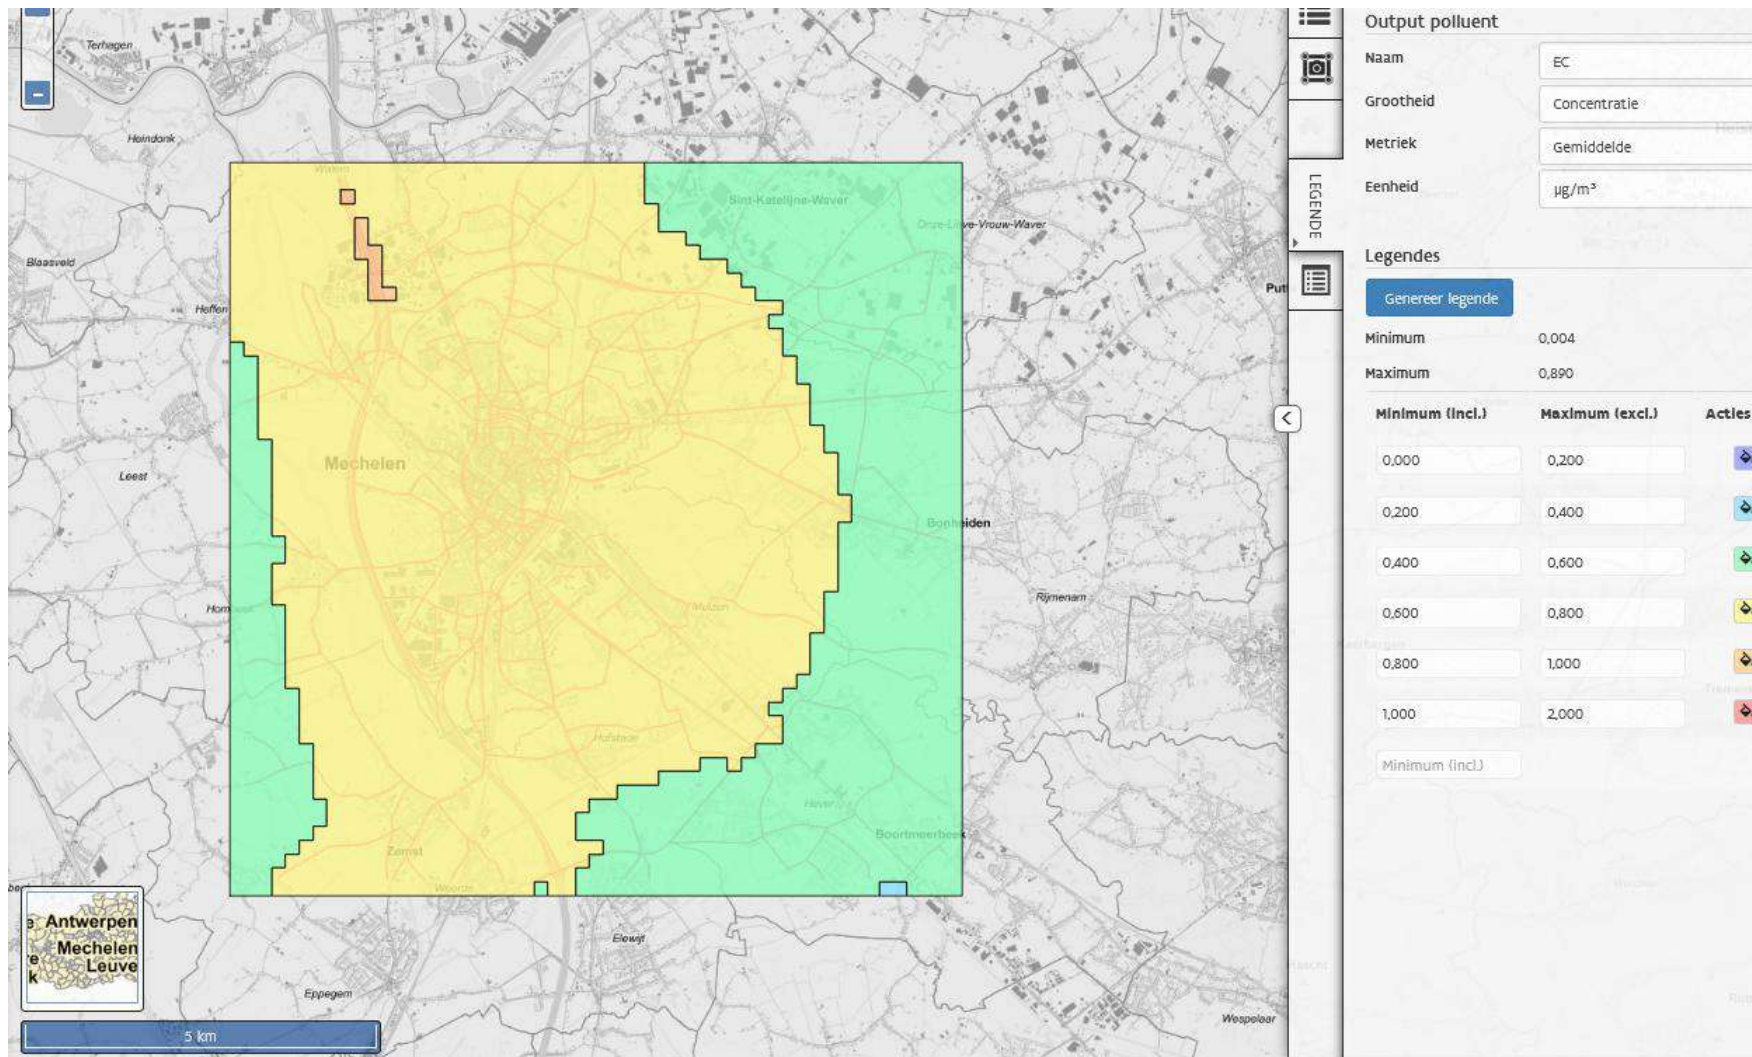 Terhagen
Heindonk
Walem
Sint-Katelijne-Waver
Onze-Lieve-Vrouw-Waver
Blaasveld
Heffen
Putt
Mechelen
Leest
Bonheiden
Rijmenam
Hom
Muizen
Hofstade
Hever
Boortmeerbeek
Zemst
Weerde
Elewijt
Eppegem
Wespelaar
Antwerpen
Mechelen
Leuve
k
5 km
LEGENDE
Output polluent
Naam EC
Grootheid Concentratie
Metriek Gemiddelde
Eenheid µg/m³
Legendes
Genereer legende
Minimum 0,004
Maximum 0,890
Minimum (incl.) Maximum (excl.) Acties
0,000 0,200
0,200 0,400
0,400 0,600
0,600 0,800
0,800 1,000
1,000 2,000
Minimum (incl.)